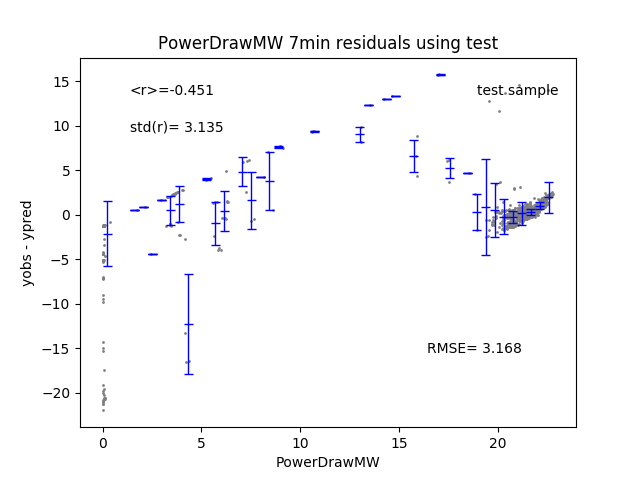 PowerDrawMW 7min residuals using test
<r>=-0.451
test.sample
std(r)= 3.135
RMSE= 3.168
yobs - ypred
15
10
5
0
−5
−10
−15
−20
0 5 10 15 20
PowerDrawMW